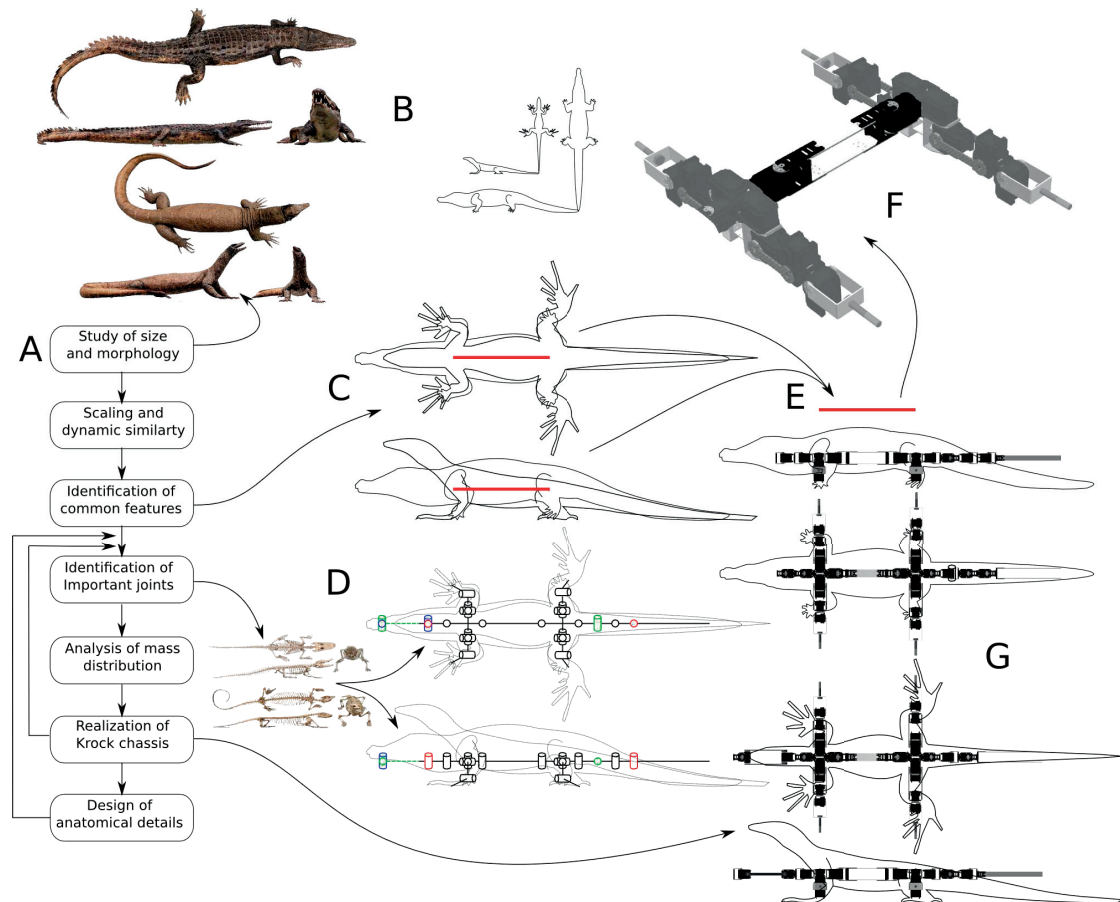 B
F
A
Study of size
and morphology
C
E
Scaling and
dynamic similarty
Identification of
common features
D
Identification of
Important joints
G
Analysis of mass
distribution
Realization of
Krock chassis
Design of
anatomical details